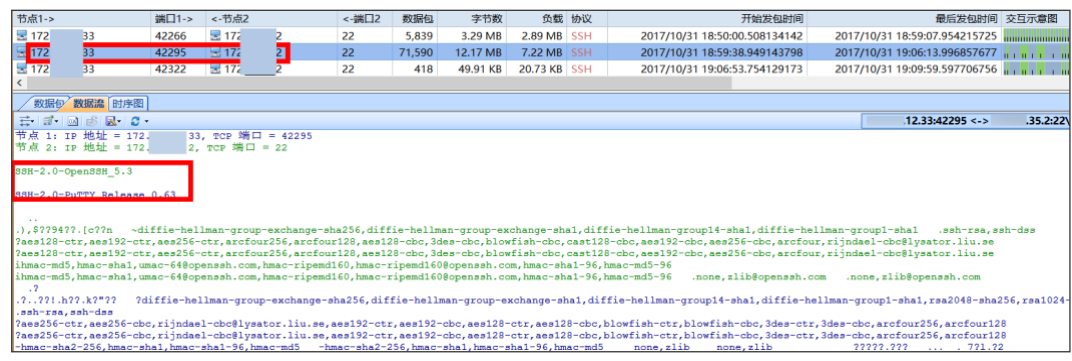 节点1-> 端口1-> <-节点2 <-端口2 数据包 字节数 负载 协议 开始发包时间 最后发包时间 交互示意图
172 33 42266 172 2 22 5,839 3.29 MB 2.89 MB SSH 2017/10/31 18:50:00.508134142 2017/10/31 18:59:07.954215725
172 33 42295 172 2 22 71,590 12.17 MB 7.22 MB SSH 2017/10/31 18:59:38.949143798 2017/10/31 19:06:13.996857677
172 33 42322 172 2 22 418 49.91 KB 20.73 KB SSH 2017/10/31 19:06:53.754129173 2017/10/31 19:09:59.597706756
数据包 数据流 时序图
.12.33:42295 <-> .35.2:22\
节点 1: IP 地址 = 172. 33, TCP 端口 = 42295
节点 2: IP 地址 = 172. 2, TCP 端口 = 22
SSH-2.0-OpenSSH_5.3
SSH-2.0-PuTTY_Release_0.63
..
.),$??94??.[c??n ~diffie-hellman-group-exchange-sha256,diffie-hellman-group-exchange-sha1,diffie-hellman-group14-sha1,diffie-hellman-group1-sha1 .ssh-rsa,ssh-dss
?aes128-ctr,aes192-ctr,aes256-ctr,arcfour256,arcfour128,aes128-cbc,3des-cbc,blowfish-cbc,cast128-cbc,aes192-cbc,aes256-cbc,arcfour,rijndael-cbc@lysator.liu.se
?aes128-ctr,aes192-ctr,aes256-ctr,arcfour256,arcfour128,aes128-cbc,3des-cbc,blowfish-cbc,cast128-cbc,aes192-cbc,aes256-cbc,arcfour,rijndael-cbc@lysator.liu.se
ihmac-md5,hmac-sha1,umac-64@openssh.com,hmac-ripemd160,hmac-ripemd160@openssh.com,hmac-sha1-96,hmac-md5-96
ihmac-md5,hmac-sha1,umac-64@openssh.com,hmac-ripemd160,hmac-ripemd160@openssh.com,hmac-sha1-96,hmac-md5-96 .none,zlib@openssh.com .none,zlib@openssh.com
.?
.?..??!.h??.k?"?? ?diffie-hellman-group-exchange-sha256,diffie-hellman-group-exchange-sha1,diffie-hellman-group14-sha1,diffie-hellman-group1-sha1,rsa2048-sha256,rsa1024-
.ssh-rsa,ssh-dss
?aes256-ctr,aes256-cbc,rijndael-cbc@lysator.liu.se,aes192-ctr,aes192-cbc,aes128-ctr,aes128-cbc,blowfish-ctr,blowfish-cbc,3des-ctr,3des-cbc,arcfour256,arcfour128
?aes256-ctr,aes256-cbc,rijndael-cbc@lysator.liu.se,aes192-ctr,aes192-cbc,aes128-ctr,aes128-cbc,blowfish-ctr,blowfish-cbc,3des-ctr,3des-cbc,arcfour256,arcfour128
-hmac-sha2-256,hmac-sha1,hmac-sha1-96,hmac-md5 -hmac-sha2-256,hmac-sha1,hmac-sha1-96,hmac-md5 none,zlib none,zlib ?????.??? ... . ??1.?2